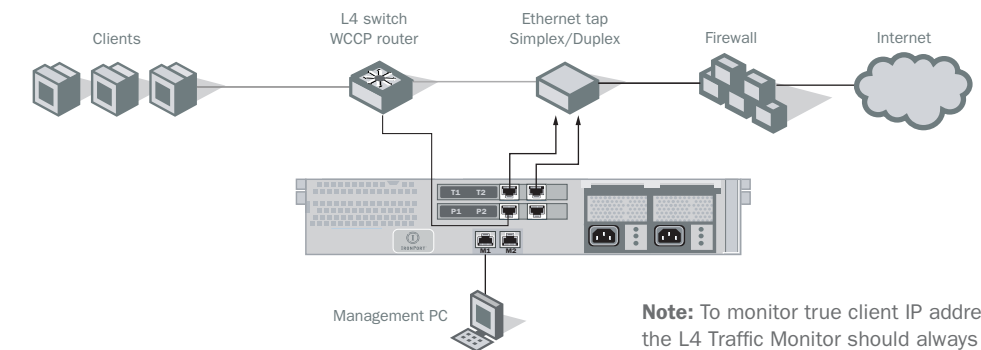 Clients
L4 switch
WCCP router
Ethernet tap
Simplex/Duplex
Firewall
Internet
T1 T2
P1 P2
IRONPORT
M1 M2
Management PC
Note: To monitor true client IP addre
the L4 Traffic Monitor should always